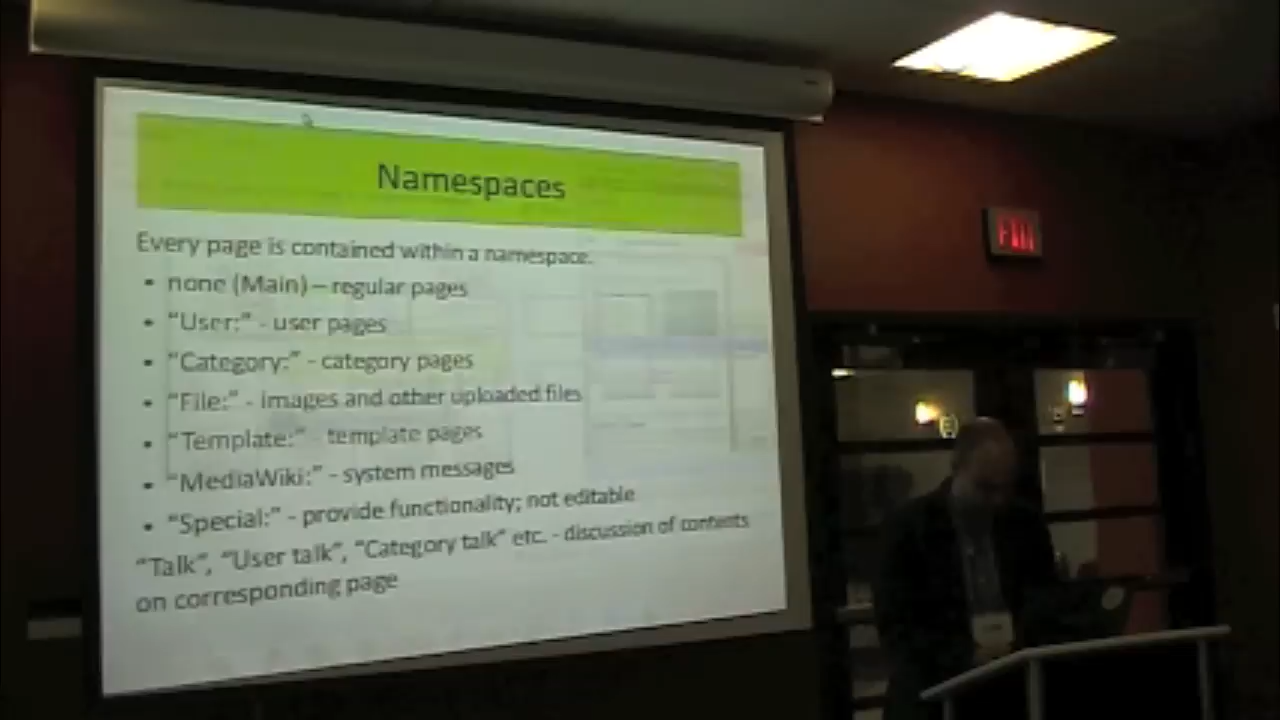 Namespaces
Every page is contained within a namespace.
• none (Main) – regular pages
• “User:” - user pages
• “Category:” - category pages
• “File:” - images and other uploaded files
• “Template:” - template pages
• “MediaWiki:” - system messages
• “Special:” - provide functionality; not editable
“Talk”, “User talk”, “Category talk” etc. - discussion of contents
on corresponding page
EXIT